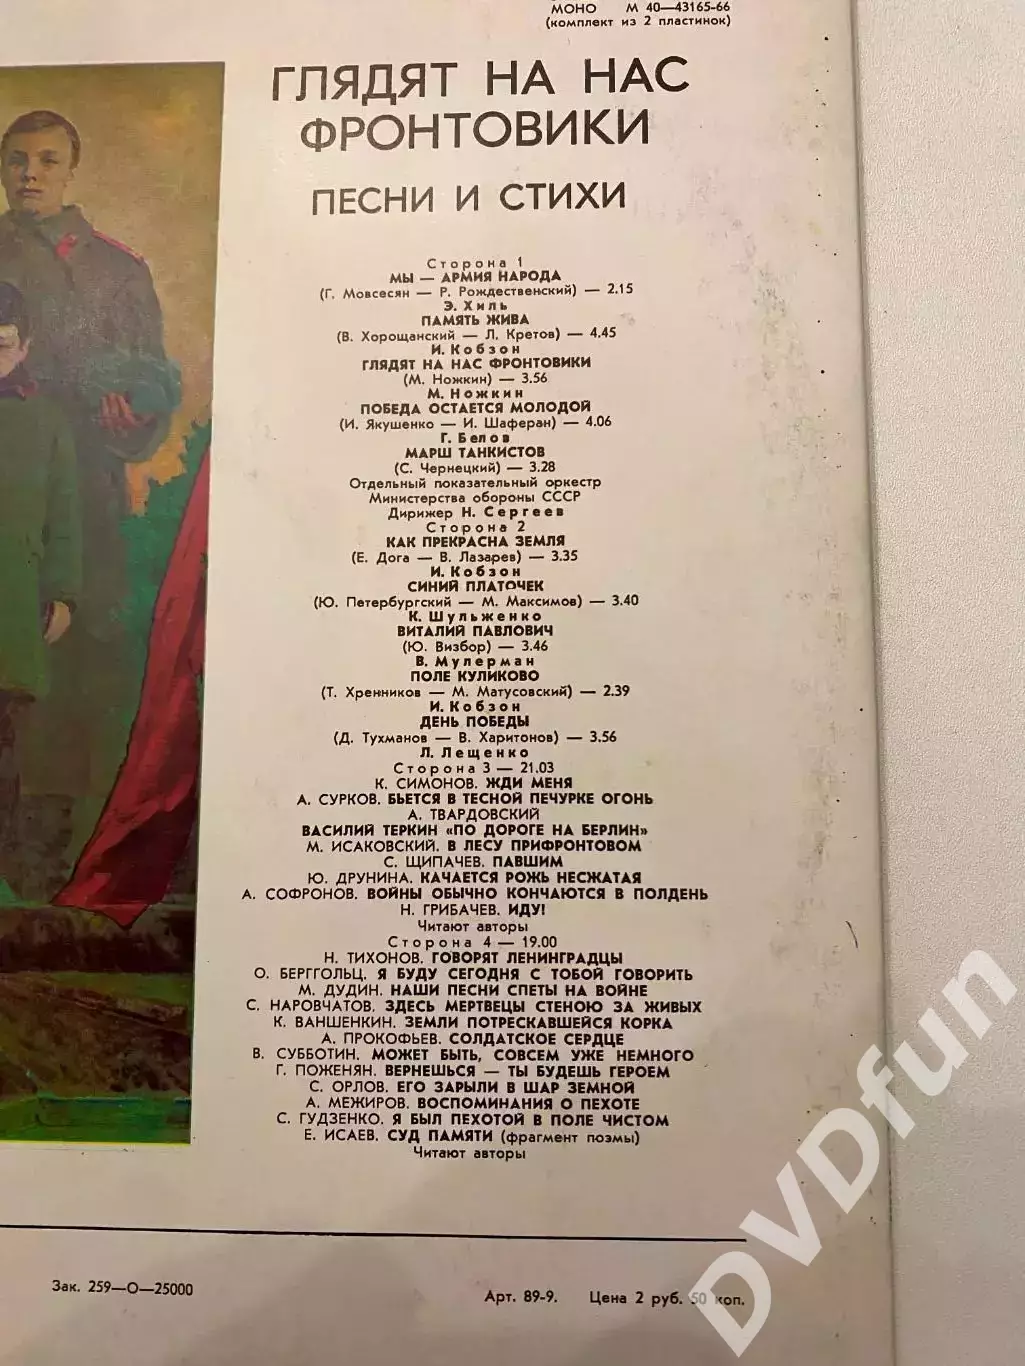 МОНО М 40—43165-66
(комплект из 2 пластинок)
ГЛЯДЯТ НА НАС
ФРОНТОВИКИ
ПЕСНИ И СТИХИ
Сторона 1
МЫ — АРМИЯ НАРОДА
(Г. Мовсесян — Р. Рождественский) — 2.15
Э. Хиль
ПАМЯТЬ ЖИВА
(В. Хорощанский — Л. Кретов) — 4.45
И. Кобзон
ГЛЯДЯТ НА НАС ФРОНТОВИКИ
(М. Ножкин) — 3.56
М. Ножкин
ПОБЕДА ОСТАЕТСЯ МОЛОДОЙ
(И. Якушенко — И. Шаферан) — 4.06
Г. Белов
МАРШ ТАНКИСТОВ
(С. Чернецкий) — 3.28
Отдельный показательный оркестр
Министерства обороны СССР
Дирижер Н. Сергеев
Сторона 2
КАК ПРЕКРАСНА ЗЕМЛЯ
(Е. Дога — В. Лазарев) — 3.35
И. Кобзон
СИНИЙ ПЛАТОЧЕК
(Ю. Петербургский — М. Максимов) — 3.40
К. Шульженко
ВИТАЛИЙ ПАВЛОВИЧ
(Ю. Визбор) — 3.46
В. Мулерман
ПОЛЕ КУЛИКОВО
(Т. Хренников — М. Матусовский) — 2.39
И. Кобзон
ДЕНЬ ПОБЕДЫ
(Д. Тухманов — В. Харитонов) — 3.56
Л. Лещенко
Сторона 3 — 21.03
К. СИМОНОВ. ЖДИ МЕНЯ
А. СУРКОВ. БЬЕТСЯ В ТЕСНОЙ ПЕЧУРКЕ ОГОНЬ
А. ТВАРДОВСКИЙ
ВАСИЛИЙ ТЕРКИН «ПО ДОРОГЕ НА БЕРЛИН»
М. ИСАКОВСКИЙ. В ЛЕСУ ПРИФРОНТОВОМ
С. ЩИПАЧЕВ. ПАВШИМ
Ю. ДРУНИНА. КАЧАЕТСЯ РОЖЬ НЕСЖАТАЯ
А. СОФРОНОВ. ВОЙНЫ ОБЫЧНО КОНЧАЮТСЯ В ПОЛДЕНЬ
Н. ГРИБАЧЕВ. ИДУ!
Читают авторы
Сторона 4 — 19.00
Н. ТИХОНОВ. ГОВОРЯТ ЛЕНИНГРАДЦЫ
О. БЕРГГОЛЬЦ. Я БУДУ СЕГОДНЯ С ТОБОЙ ГОВОРИТЬ
М. ДУДИН. НАШИ ПЕСНИ СПЕТЫ НА ВОЙНЕ
С. НАРОВЧАТОВ. ЗДЕСЬ МЕРТВЕЦЫ СТЕНОЮ ЗА ЖИВЫХ
К. ВАНШЕНКИН. ЗЕМЛИ ПОТРЕСКАВШЕЙСЯ КОРКА
А. ПРОКОФЬЕВ. СОЛДАТСКОЕ СЕРДЦЕ
В. СУББОТИН. МОЖЕТ БЫТЬ, СОВСЕМ УЖЕ НЕМНОГО
Г. ПОЖЕНЯН. ВЕРНЕШЬСЯ — ТЫ БУДЕШЬ ГЕРОЕМ
С. ОРЛОВ. ЕГО ЗАРЫЛИ В ШАР ЗЕМНОЙ
А. МЕЖИРОВ. ВОСПОМИНАНИЯ О ПЕХОТЕ
С. ГУДЗЕНКО. Я БЫЛ ПЕХОТОЙ В ПОЛЕ ЧИСТОМ
Е. ИСАЕВ. СУД ПАМЯТИ (фрагмент поэмы)
Читают авторы
Зак. 259—О—25000
Арт. 89-9. Цена 2 руб. 50 коп.
DVDfun